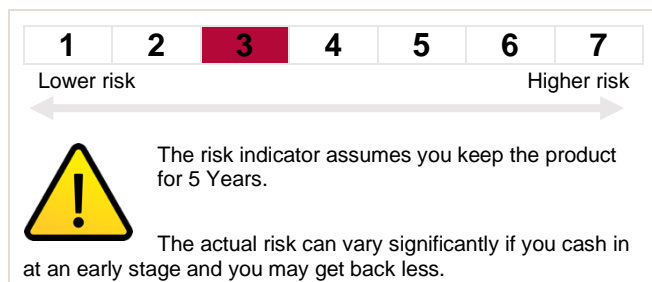 1 2 3 4 5 6 7
Lower risk Higher risk
The risk indicator assumes you keep the product
for 5 Years.
The actual risk can vary significantly if you cash in
at an early stage and you may get back less.